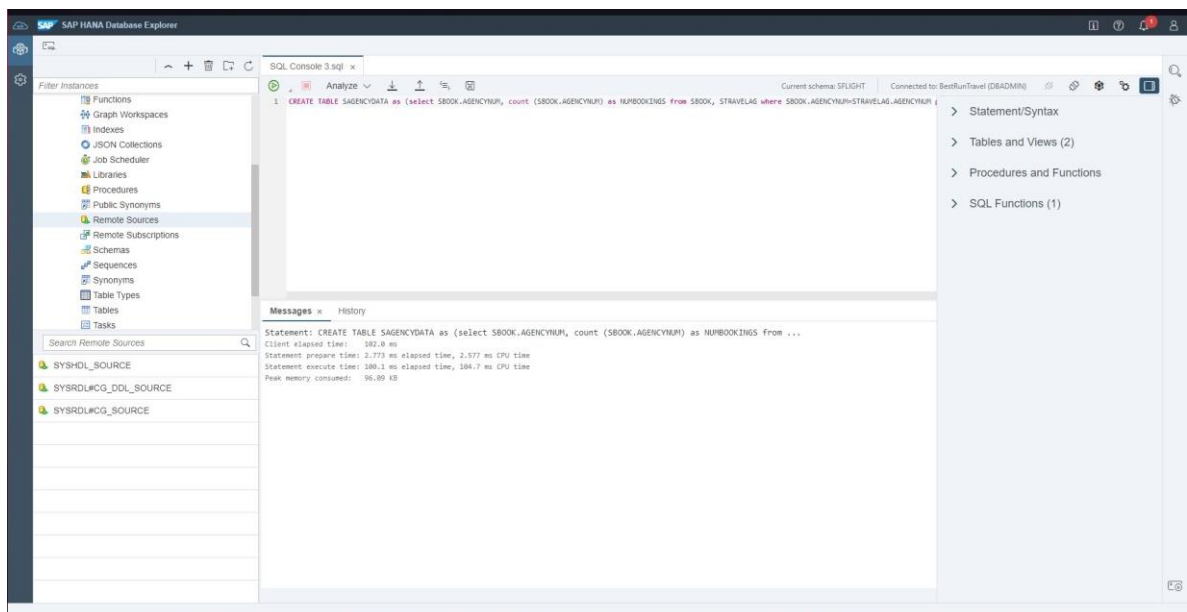 SAP SAP HANA Database Explorer
1
SQL Console 3.sql x
Filter Instances
Analyze
Current schema: SFLIGHT
Connected to: BestRunTravel (DBADMIN)
Functions
Graph Workspaces
Indexes
JSON Collections
Job Scheduler
Libraries
Procedures
Public Synonyms
Remote Sources
Remote Subscriptions
Schemas
Sequences
Synonyms
Table Types
Tables
Tasks
Search Remote Sources
SYSHDL_SOURCE
SYSRDL#CG_DDL_SOURCE
SYSRDL#CG_SOURCE
1 CREATE TABLE SAGENCYDATA as (select SBOOK.AGENCYNUM, count (SBOOK.AGENCYNUM) as NUMBOOKINGS from SBOOK, STRAVELAG where SBOOK.AGENCYNUM=STRAVELAG.AGENCYNUM
Messages x
History
Statement: CREATE TABLE SAGENCYDATA as (select SBOOK.AGENCYNUM, count (SBOOK.AGENCYNUM) as NUMBOOKINGS from ...
Client elapsed time: 102.0 ms
Statement prepare time: 2.773 ms elapsed time, 2.577 ms CPU time
Statement execute time: 100.1 ms elapsed time, 104.7 ms CPU time
Peak memory consumed: 96.09 KB
Statement/Syntax
Tables and Views (2)
Procedures and Functions
SQL Functions (1)